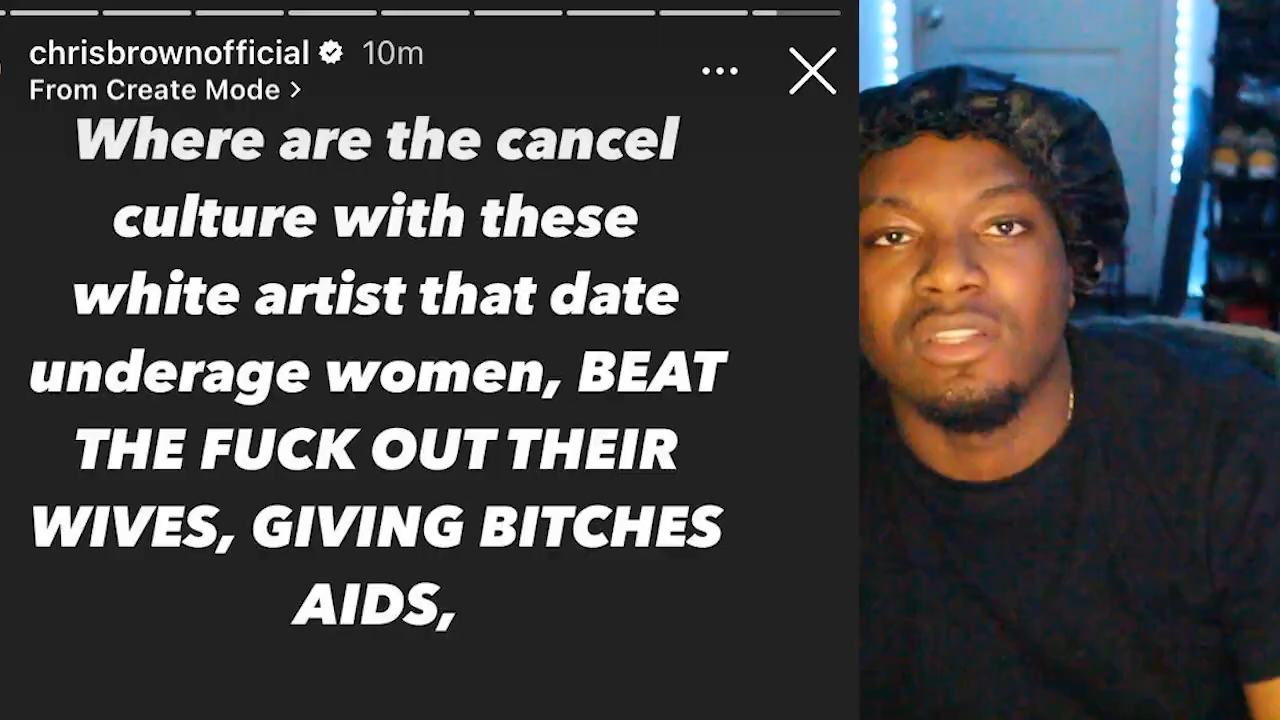 chrisbrownofficial 10m
From Create Mode >
Where are the cancel
culture with these
white artist that date
underage women, BEAT
THE FUCK OUT THEIR
WIVES, GIVING BITCHES
AIDS,